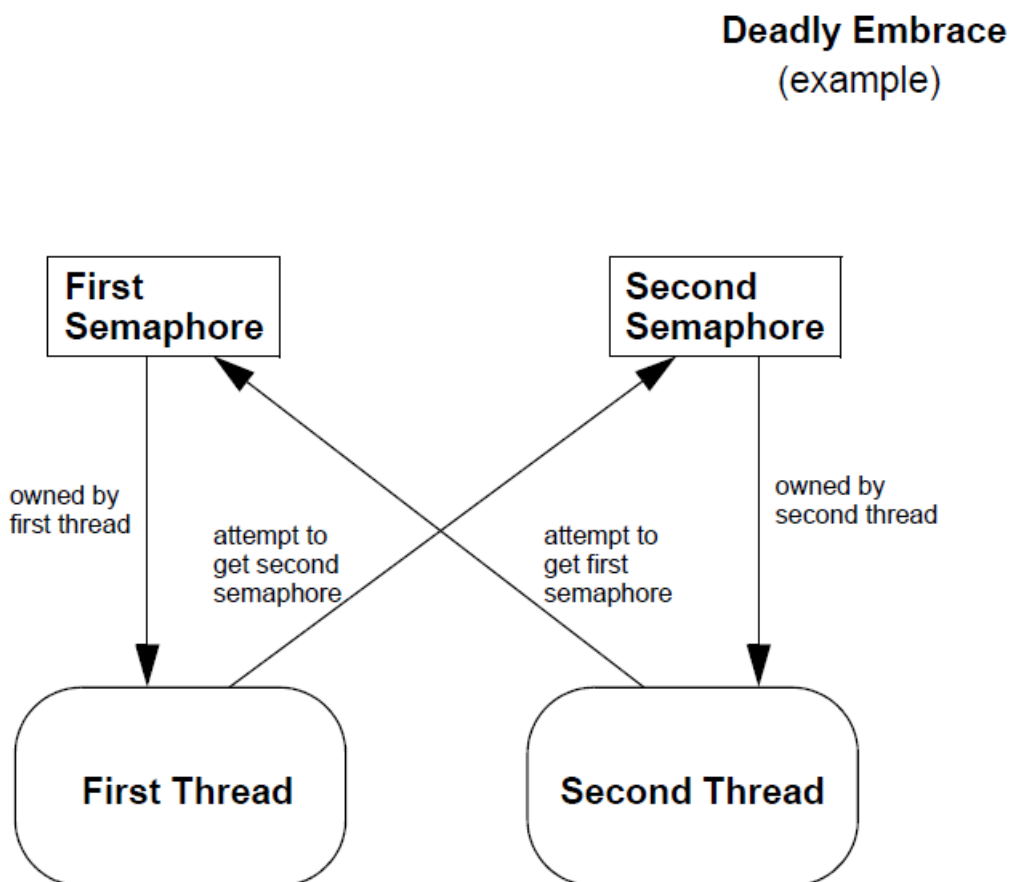 Deadly Embrace
(example)
First
Semaphore
Second
Semaphore
owned by
first thread
attempt to
get second
semaphore
attempt to
get first
semaphore
owned by
second thread
First Thread
Second Thread